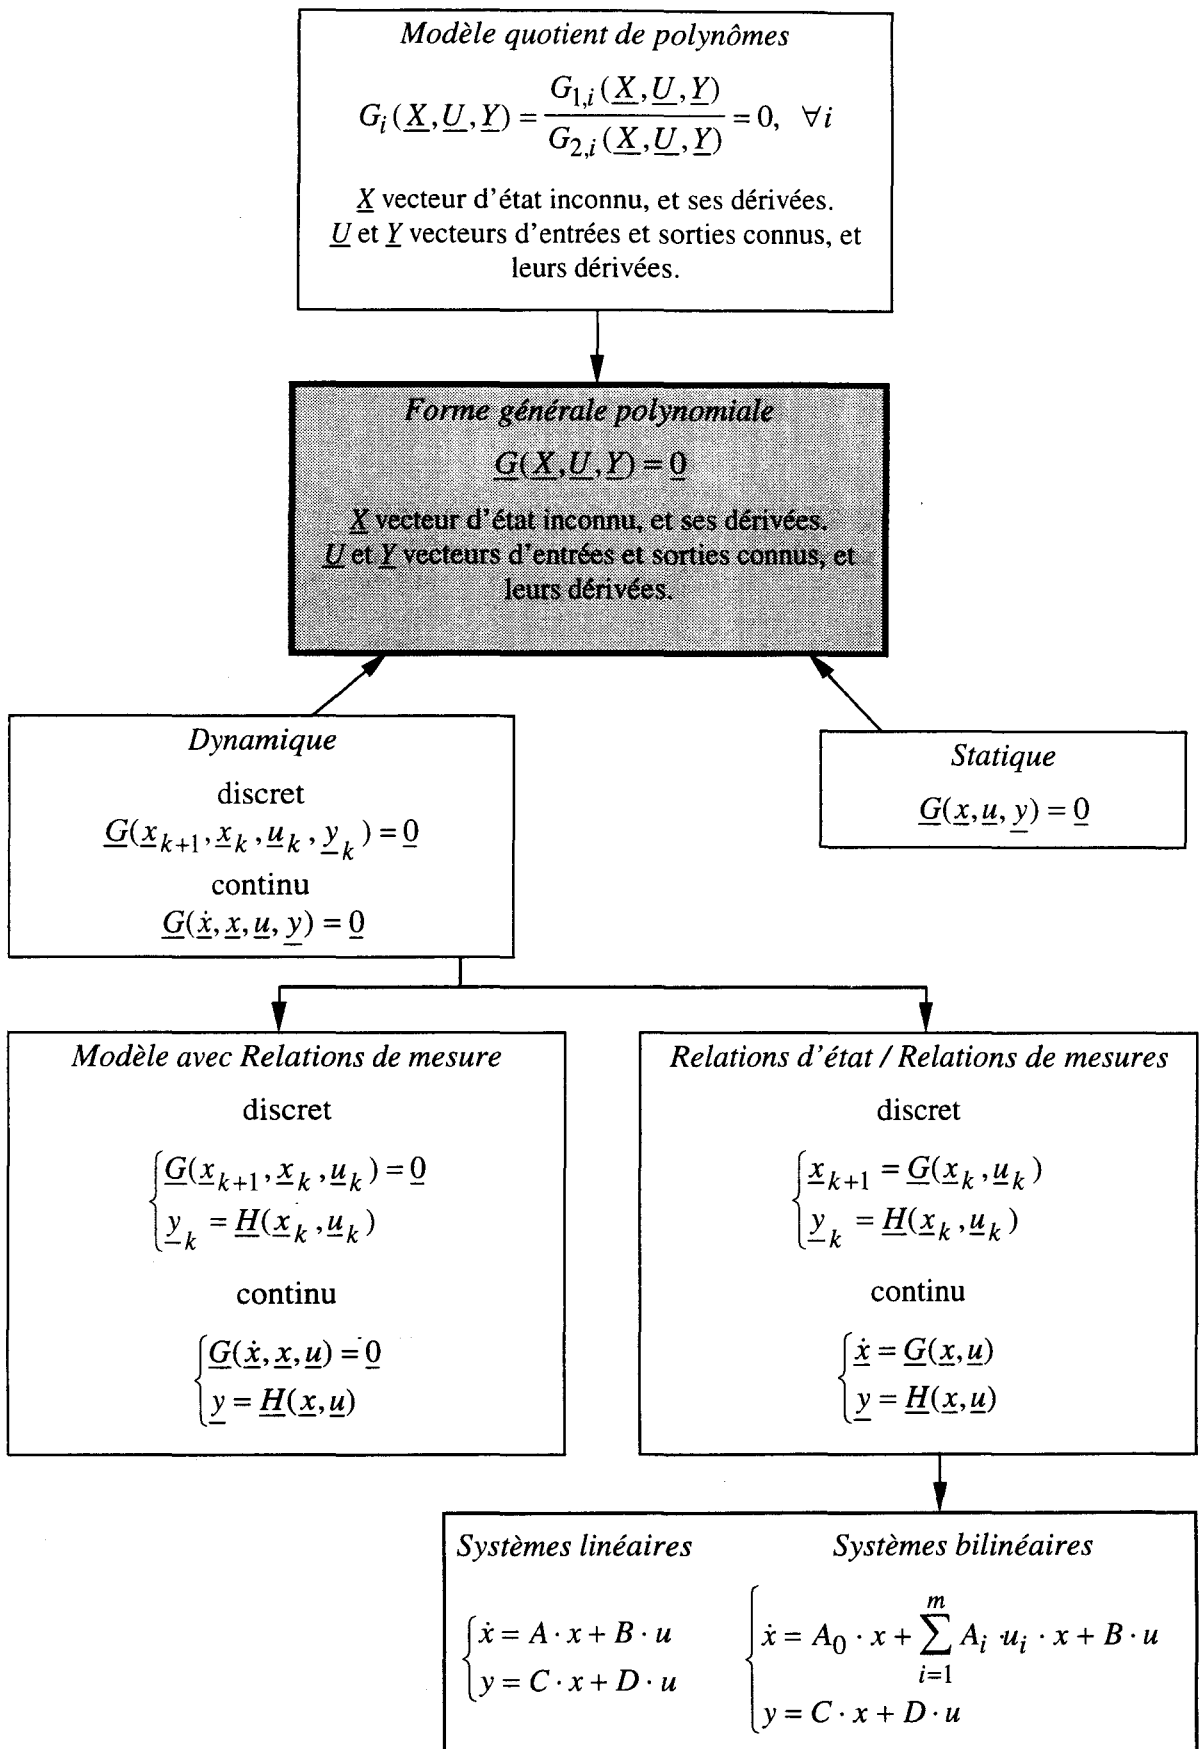 Modèle quotient de polynômes
G_i(X, U, Y) = G_{1,i}(X, U, Y) / G_{2,i}(X, U, Y) = 0, ∀i
X vecteur d'état inconnu, et ses dérivées.
U et Y vecteurs d'entrées et sorties connus, et
leurs dérivées.
Forme générale polynomiale
G(X, U, Y) = 0
X vecteur d'état inconnu, et ses dérivées.
U et Y vecteurs d'entrées et sorties connus, et
leurs dérivées.
Dynamique
discret
G(x_{k+1}, x_k, u_k, y_k) = 0
continu
G(ẋ, x, u, y) = 0
Statique
G(x, u, y) = 0
Modèle avec Relations de mesure
discret
G(x_{k+1}, x_k, u_k) = 0
y_k = H(x_k, u_k)
continu
G(ẋ, x, u) = 0
y = H(x, u)
Relations d'état / Relations de mesures
discret
x_{k+1} = G(x_k, u_k)
y_k = H(x_k, u_k)
continu
ẋ = G(x, u)
y = H(x, u)
Systèmes linéaires
ẋ = A · x + B · u
y = C · x + D · u
Systèmes bilinéaires
ẋ = A_0 · x + ∑_{i=1}^{m} A_i · u_i · x + B · u
y = C · x + D · u